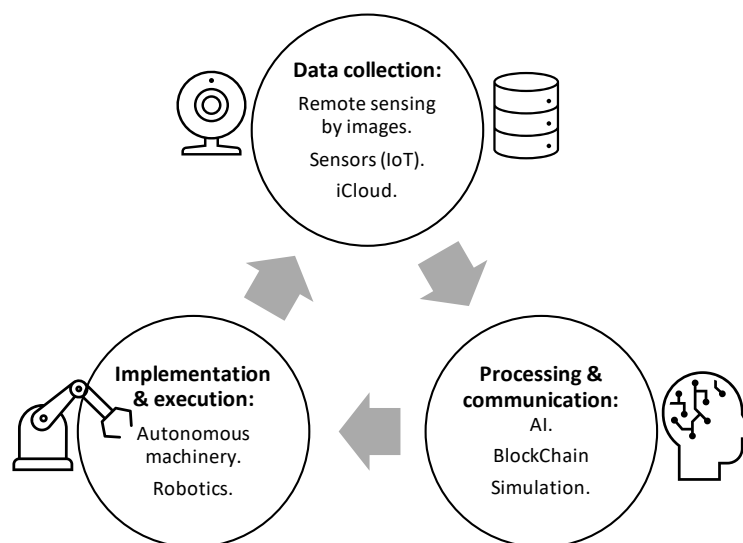 Data collection:
Remote sensing
by images.
Sensors (IoT).
iCloud.
Implementation
& execution:
Autonomous
machinery.
Robotics.
Processing &
communication:
AI.
BlockChain
Simulation.